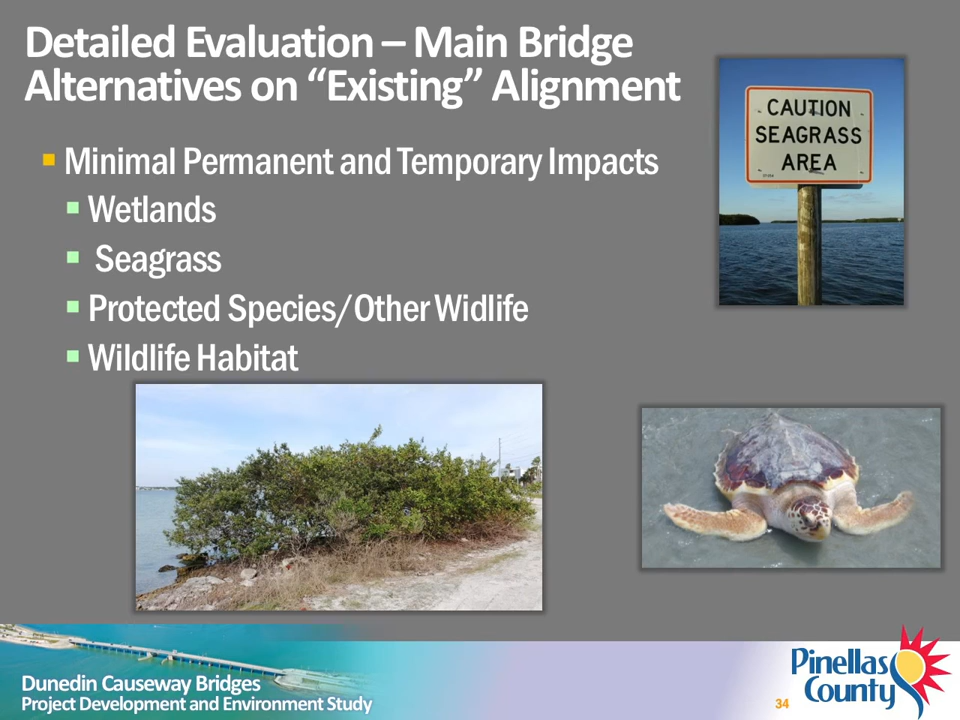 Detailed Evaluation – Main Bridge
Alternatives on “Existing” Alignment
Minimal Permanent and Temporary Impacts
Wetlands
Seagrass
Protected Species/Other Widlife
Wildlife Habitat
CAUTION
SEAGRASS
AREA
Dunedin Causeway Bridges
Project Development and Environment Study
34
Pinellas
County